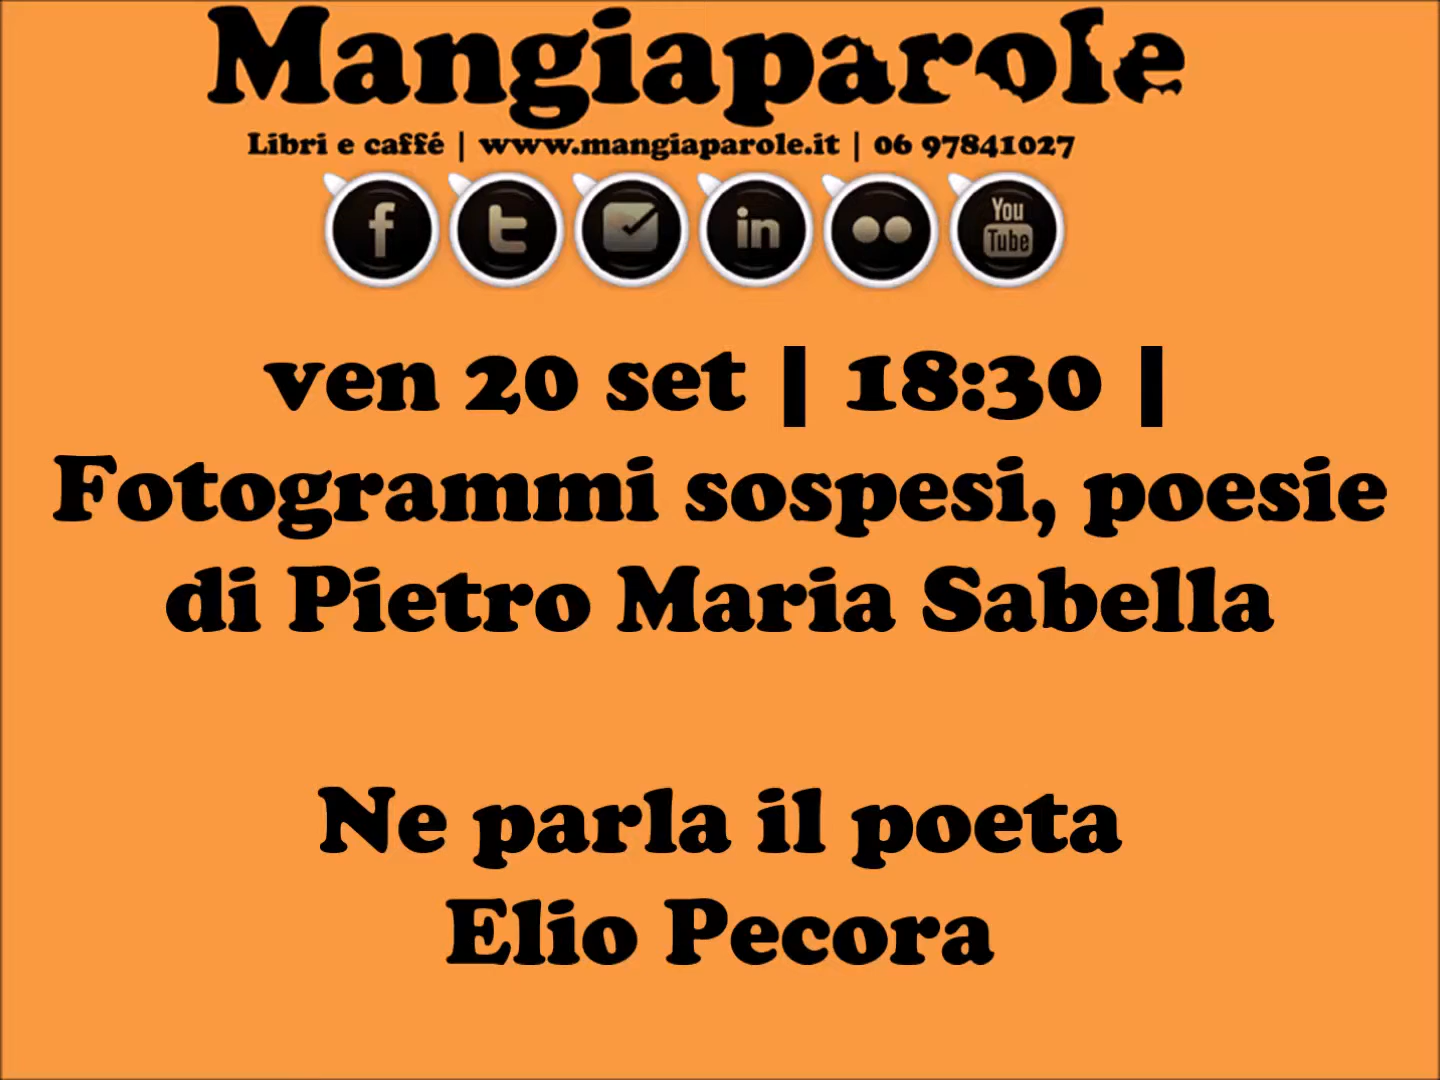 Mangiaparole
Libri e caffé | www.mangiaparole.it | 06 97841027
f t in You
Tube
ven 20 set | 18:30 |
Fotogrammi sospesi, poesie
di Pietro Maria Sabella
Ne parla il poeta
Elio Pecora